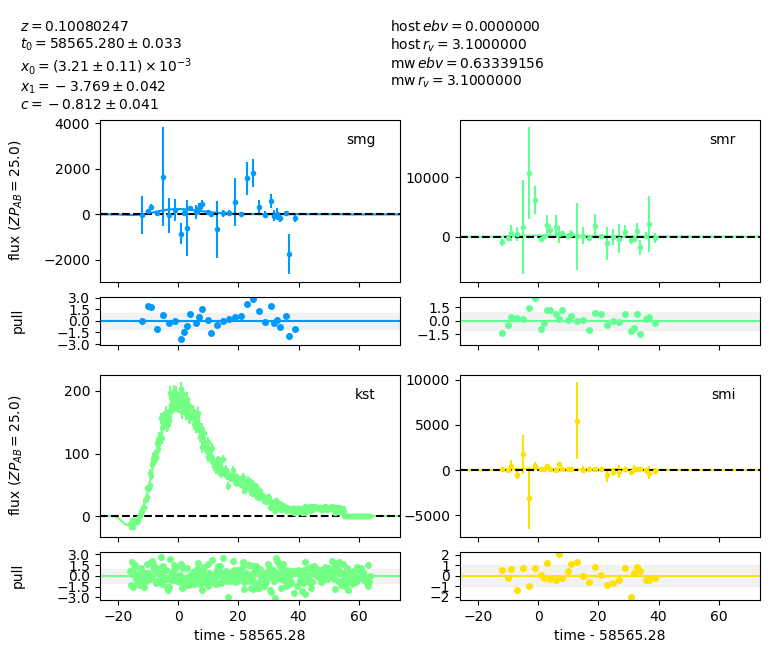 z = 0.10080247
t₀ = 58565.280 ± 0.033
x₀ = (3.21 ± 0.11) × 10⁻³
x₁ = −3.769 ± 0.042
c = −0.812 ± 0.041
host ebv = 0.0000000
host r_v = 3.1000000
mw ebv = 0.63339156
mw r_v = 3.1000000
4000
2000
0
−2000
flux (ZP_AB = 25.0)
smg
10000
0
smr
3.0
1.5
0.0
−1.5
−3.0
pull
1.5
0.0
−1.5
200
100
0
flux (ZP_AB = 25.0)
kst
10000
5000
0
−5000
smi
3.0
1.5
0.0
−1.5
−3.0
pull
2
1
0
−1
−2
−20 0 20 40 60
time - 58565.28
−20 0 20 40 60
time - 58565.28